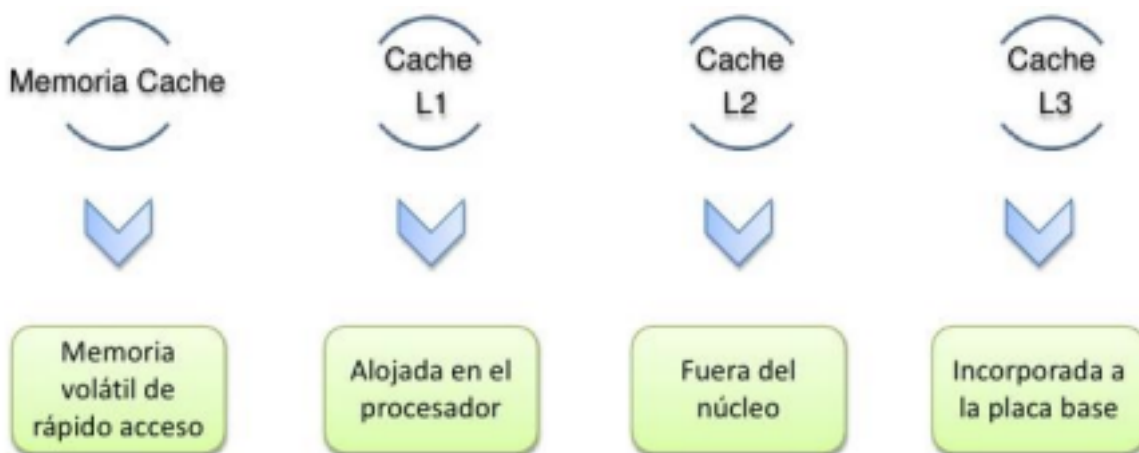 Memoria Cache
Cache
L1
Cache
L2
Cache
L3
Memoria
volátil de
rápido acceso
Alojada en el
procesador
Fuera del
núcleo
Incorporada a
la placa base